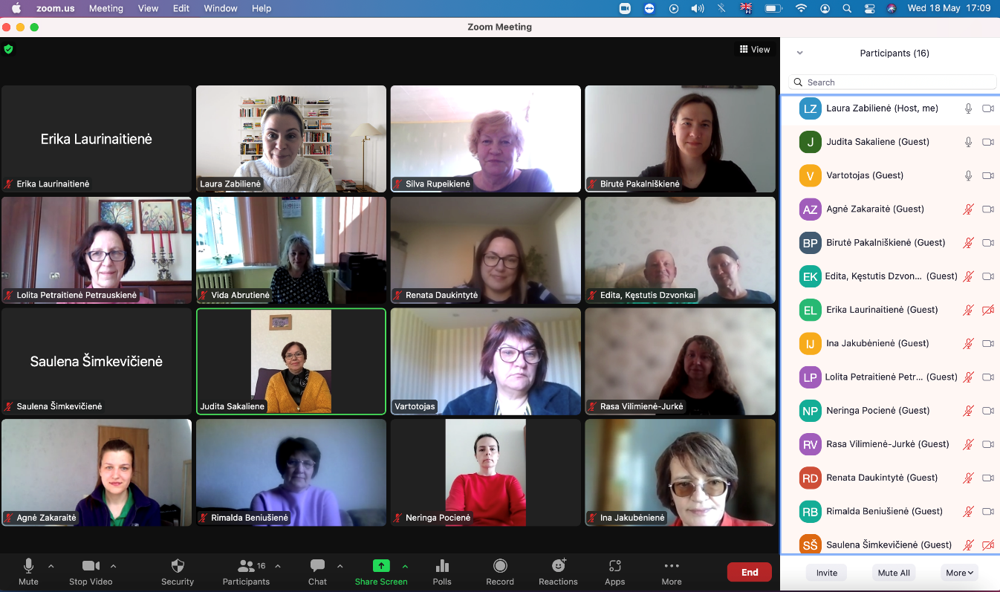 zoom.us Meeting View Edit Window Help Wed 18 May 17:09
Zoom Meeting
View
Erika Laurinaitienė
Erika Laurinaitienė
Laura Zabilienė
Silva Rupeikienė
Birutė Pakalniškienė
Lolita Petraitienė Petrauskienė
Vida Abrutienė
Renata Daukintytė
Edita, Kęstutis Dzvonkai
Saulena Šimkevičienė
Saulena Šimkevičienė
Judita Sakaliene
Vartotojas
Rasa Vilimienė-Jurkė
Agnė Zakaraitė
Rimalda Beniušienė
Neringa Pocienė
Ina Jakubėnienė
Mute
Stop Video
Security
16
Participants
Chat
Share Screen
Polls
Record
Reactions
Apps
More
End
Participants (16)
Search
LZ Laura Zabilienė (Host, me)
J Judita Sakaliene (Guest)
V Vartotojas (Guest)
AZ Agnė Zakaraitė (Guest)
BP Birutė Pakalniškienė (Guest)
EK Edita, Kęstutis Dzvon... (Guest)
EL Erika Laurinaitienė (Guest)
IJ Ina Jakubėnienė (Guest)
LP Lolita Petraitienė Petr... (Guest)
NP Neringa Pocienė (Guest)
RV Rasa Vilimienė-Jurkė (Guest)
RD Renata Daukintytė (Guest)
RB Rimalda Beniušienė (Guest)
SŠ Saulena Šimkevičienė (Guest)
Invite Mute All More